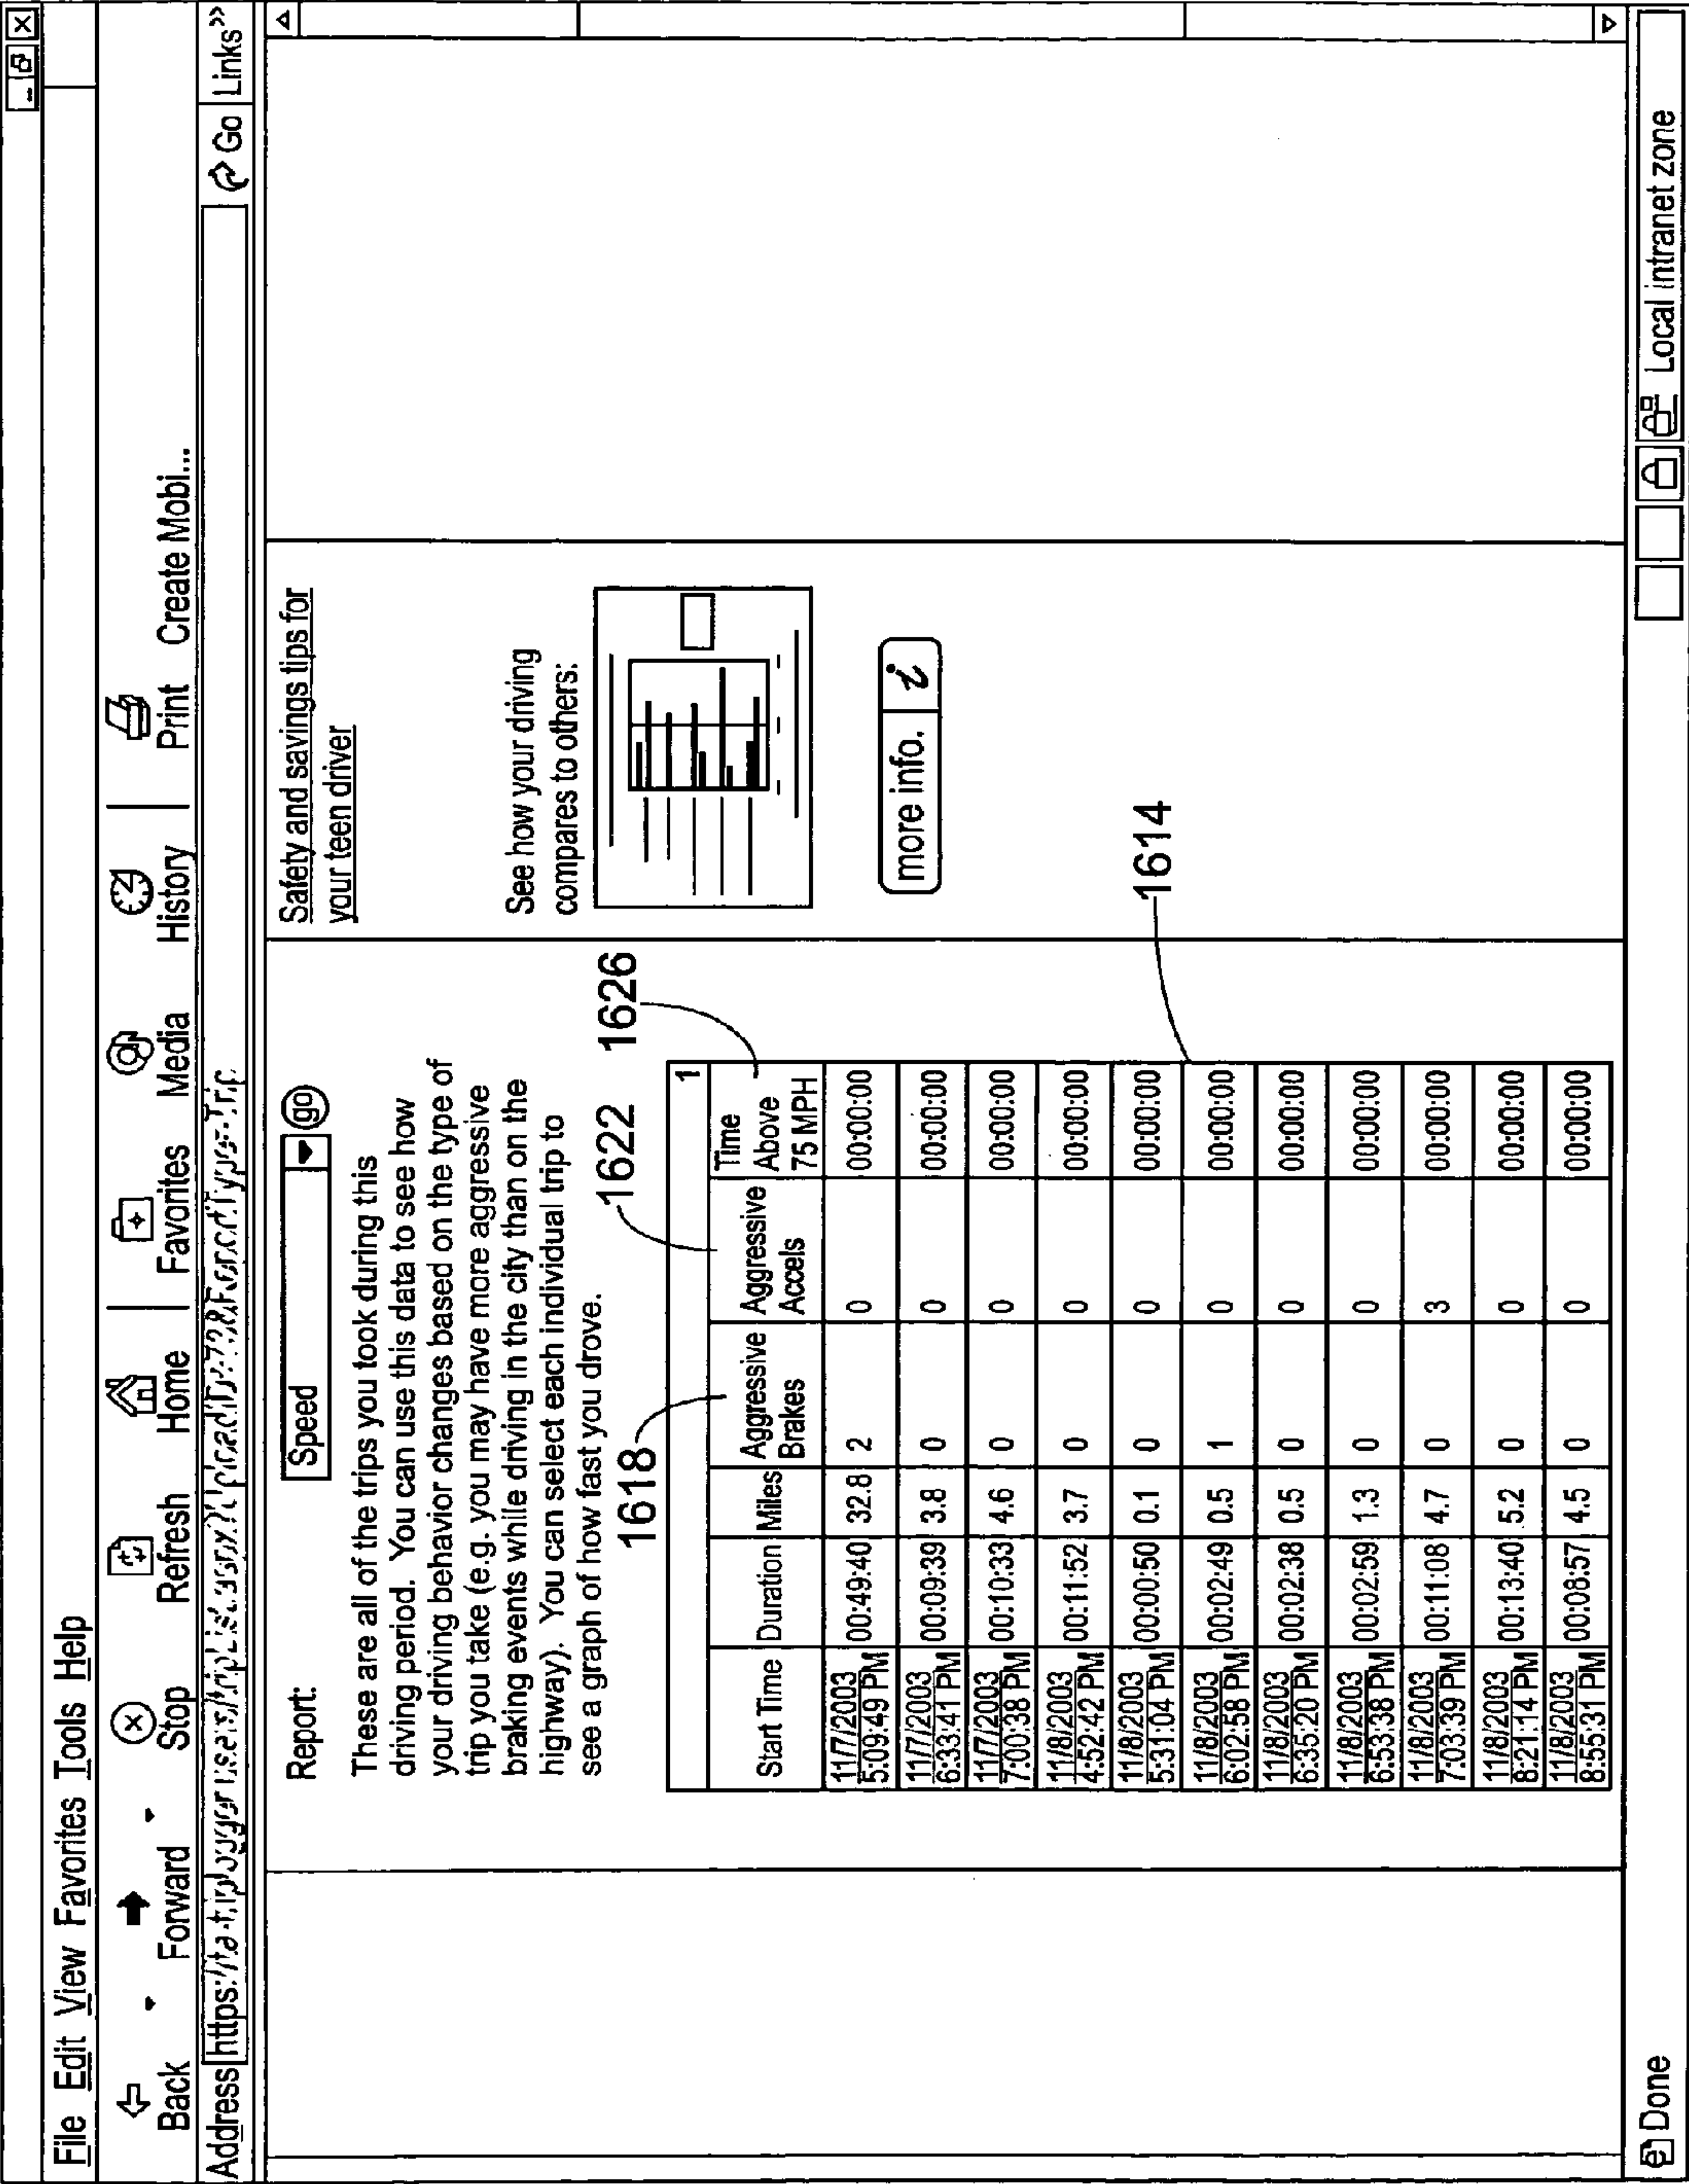 File Edit View Favorites Tools Help
Back Forward Stop Refresh Home Favorites Media History Print Create Mobi...
Address https:// Go Links»
Report: Speed go
These are all of the trips you took during this
driving period. You can use this data to see how
your driving behavior changes based on the type of
trip you take (e.g. you may have more aggressive
braking events while driving in the city than on the
highway). You can select each individual trip to
see a graph of how fast you drove.
1618 1622 1626
1
Start Time Duration Miles Aggressive Brakes Aggressive Accels Time Above 75 MPH
11/7/2003 5:09:49 PM 00:49:40 32.8 2 0 00:00:00
11/7/2003 6:33:41 PM 00:09:39 3.8 0 0 00:00:00
11/7/2003 7:00:38 PM 00:10:33 4.6 0 0 00:00:00
11/8/2003 4:52:42 PM 00:11:52 3.7 0 0 00:00:00
11/8/2003 5:31:04 PM 00:00:50 0.1 0 0 00:00:00
11/8/2003 6:02:58 PM 00:02:49 0.5 1 0 00:00:00
11/8/2003 6:35:20 PM 00:02:38 0.5 0 0 00:00:00
11/8/2003 6:53:38 PM 00:02:59 1.3 0 0 00:00:00
11/8/2003 7:03:39 PM 00:11:08 4.7 0 3 00:00:00
11/8/2003 8:21:14 PM 00:13:40 5.2 0 0 00:00:00
11/8/2003 8:55:31 PM 00:08:57 4.5 0 0 00:00:00
1614
Safety and savings tips for
your teen driver
See how your driving
compares to others:
more info. i
Done Local intranet zone